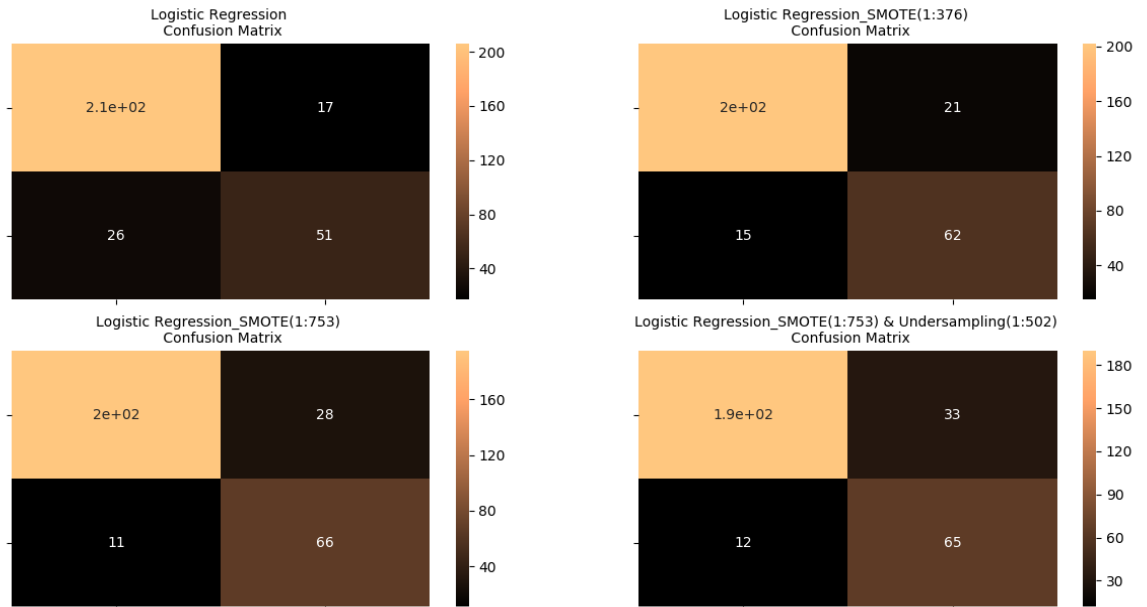 Logistic Regression
Confusion Matrix
2.1e+02 17
26 51
200
160
120
80
40
Logistic Regression_SMOTE(1:376)
Confusion Matrix
2e+02 21
15 62
200
160
120
80
40
Logistic Regression_SMOTE(1:753)
Confusion Matrix
2e+02 28
11 66
160
120
80
40
Logistic Regression_SMOTE(1:753) & Undersampling(1:502)
Confusion Matrix
1.9e+02 33
12 65
180
150
120
90
60
30